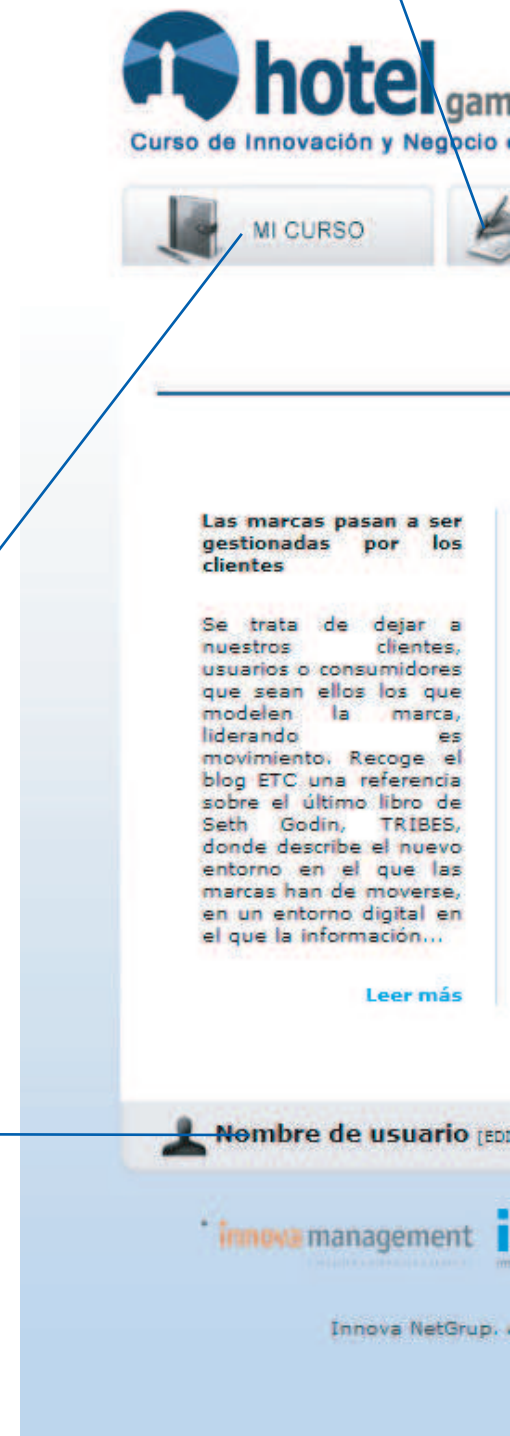 hotel gam
Curso de Innovación y Negocio
MI CURSO
Las marcas pasan a ser
gestionadas por los
clientes
Se trata de dejar a
nuestros clientes,
usuarios o consumidores
que sean ellos los que
modelen la marca,
liderando es
movimiento. Recoge el
blog ETC una referencia
sobre el último libro de
Seth Godin, TRIBES,
donde describe el nuevo
entorno en el que las
marcas han de moverse,
en un entorno digital en
el que la información...
Leer más
Nombre de usuario [EDI
innova management
Innova NetGrup.